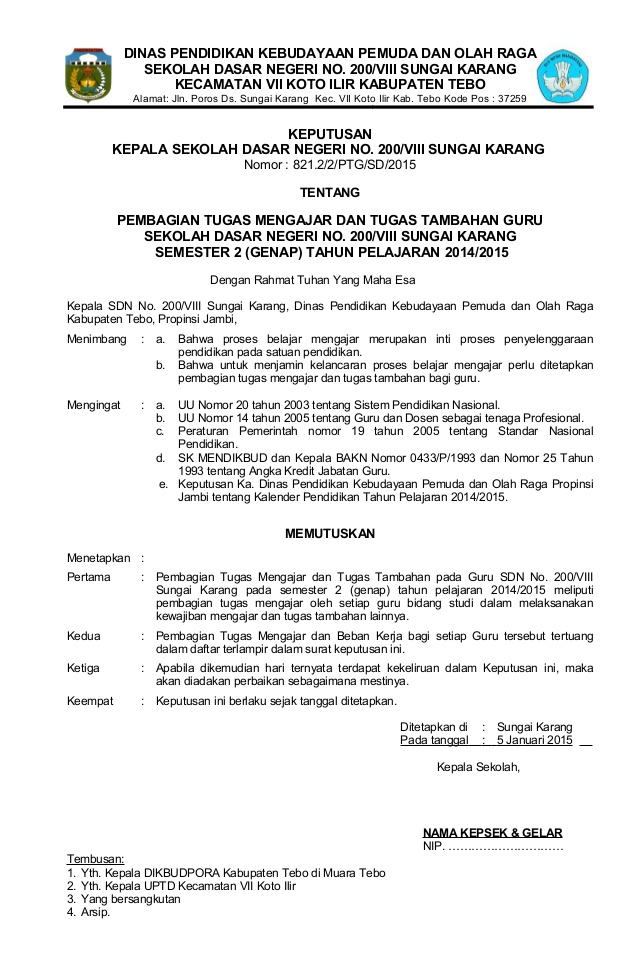 DINAS PENDIDIKAN KEBUDAYAAN PEMUDA DAN OLAH RAGA
SEKOLAH DASAR NEGERI NO. 200/VIII SUNGAI KARANG
KECAMATAN VII KOTO ILIR KABUPATEN TEBO
Alamat: Jln. Poros Ds. Sungai Karang Kec. VII Koto Ilir Kab. Tebo Kode Pos : 37259
KEPUTUSAN
KEPALA SEKOLAH DASAR NEGERI NO. 200/VIII SUNGAI KARANG
Nomor : 821.2/2/PTG/SD/2015
TENTANG
PEMBAGIAN TUGAS MENGAJAR DAN TUGAS TAMBAHAN GURU
SEKOLAH DASAR NEGERI NO. 200/VIII SUNGAI KARANG
SEMESTER 2 (GENAP) TAHUN PELAJARAN 2014/2015
Dengan Rahmat Tuhan Yang Maha Esa
Kepala SDN No. 200/VIII Sungai Karang, Dinas Pendidikan Kebudayaan Pemuda dan Olah Raga
Kabupaten Tebo, Propinsi Jambi,
Menimbang : a. Bahwa proses belajar mengajar merupakan inti proses penyelenggaraan
pendidikan pada satuan pendidikan.
b. Bahwa untuk menjamin kelancaran proses belajar mengajar perlu ditetapkan
pembagian tugas mengajar dan tugas tambahan bagi guru.
Mengingat : a. UU Nomor 20 tahun 2003 tentang Sistem Pendidikan Nasional.
b. UU Nomor 14 tahun 2005 tentang Guru dan Dosen sebagai tenaga Profesional.
c. Peraturan Pemerintah nomor 19 tahun 2005 tentang Standar Nasional
Pendidikan.
d. SK MENDIKBUD dan Kepala BAKN Nomor 0433/P/1993 dan Nomor 25 Tahun
1993 tentang Angka Kredit Jabatan Guru.
e. Keputusan Ka. Dinas Pendidikan Kebudayaan Pemuda dan Olah Raga Propinsi
Jambi tentang Kalender Pendidikan Tahun Pelajaran 2014/2015.
MEMUTUSKAN
Menetapkan :
Pertama : Pembagian Tugas Mengajar dan Tugas Tambahan pada Guru SDN No. 200/VIII
Sungai Karang pada semester 2 (genap) tahun pelajaran 2014/2015 meliputi
pembagian tugas mengajar oleh setiap guru bidang studi dalam melaksanakan
kewajiban mengajar dan tugas tambahan lainnya.
Kedua : Pembagian Tugas Mengajar dan Beban Kerja bagi setiap Guru tersebut tertuang
dalam daftar terlampir dalam surat keputusan ini.
Ketiga : Apabila dikemudian hari ternyata terdapat kekeliruan dalam Keputusan ini, maka
akan diadakan perbaikan sebagaimana mestinya.
Keempat : Keputusan ini berlaku sejak tanggal ditetapkan.
Ditetapkan di : Sungai Karang
Pada tanggal : 5 Januari 2015
Kepala Sekolah,
NAMA KEPSEK & GELAR
NIP. …………………………
Tembusan:
1. Yth. Kepala DIKBUDPORA Kabupaten Tebo di Muara Tebo
2. Yth. Kepala UPTD Kecamatan VII Koto Ilir
3. Yang bersangkutan
4. Arsip.